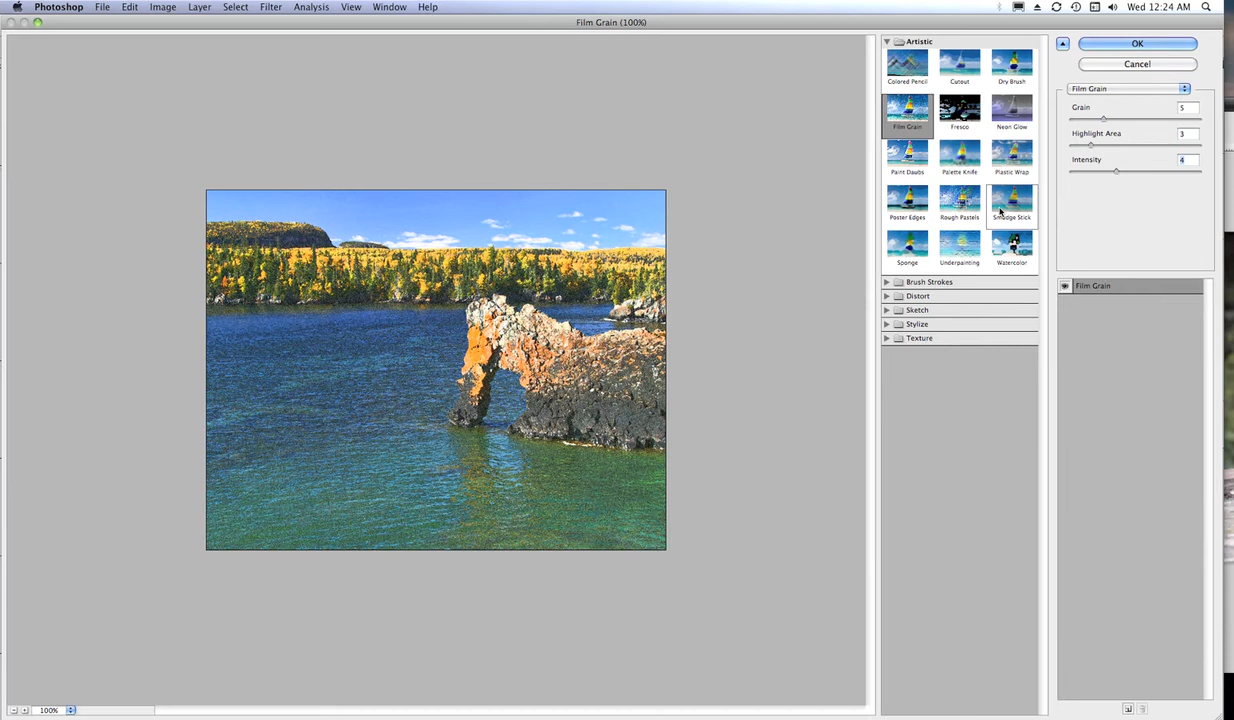 Photoshop File Edit Image Layer Select Filter Analysis View Window Help Wed 12:24 AM
Film Grain (100%)
Artistic
Colored Pencil Cutout Dry Brush
Film Grain Fresco Neon Glow
Paint Daubs Palette Knife Plastic Wrap
Poster Edges Rough Pastels Smudge Stick
Sponge Underpainting Watercolor
Brush Strokes
Distort
Sketch
Stylize
Texture
OK
Cancel
Film Grain
Grain 5
Highlight Area 3
Intensity 4
Film Grain
100%